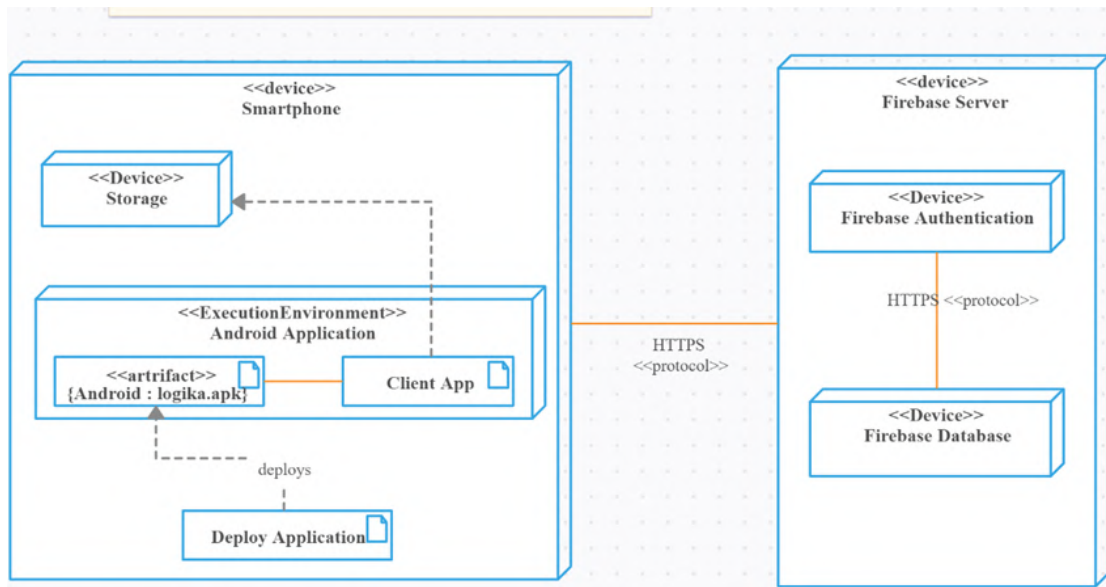 <<device>>
Smartphone
<<Device>>
Storage
<<ExecutionEnvironment>>
Android Application
<<artrifact>>
{Android : logika.apk}
Client App
deploys
Deploy Application
HTTPS
<<protocol>>
<<device>>
Firebase Server
<<Device>>
Firebase Authentication
HTTPS <<protocol>>
<<Device>>
Firebase Database